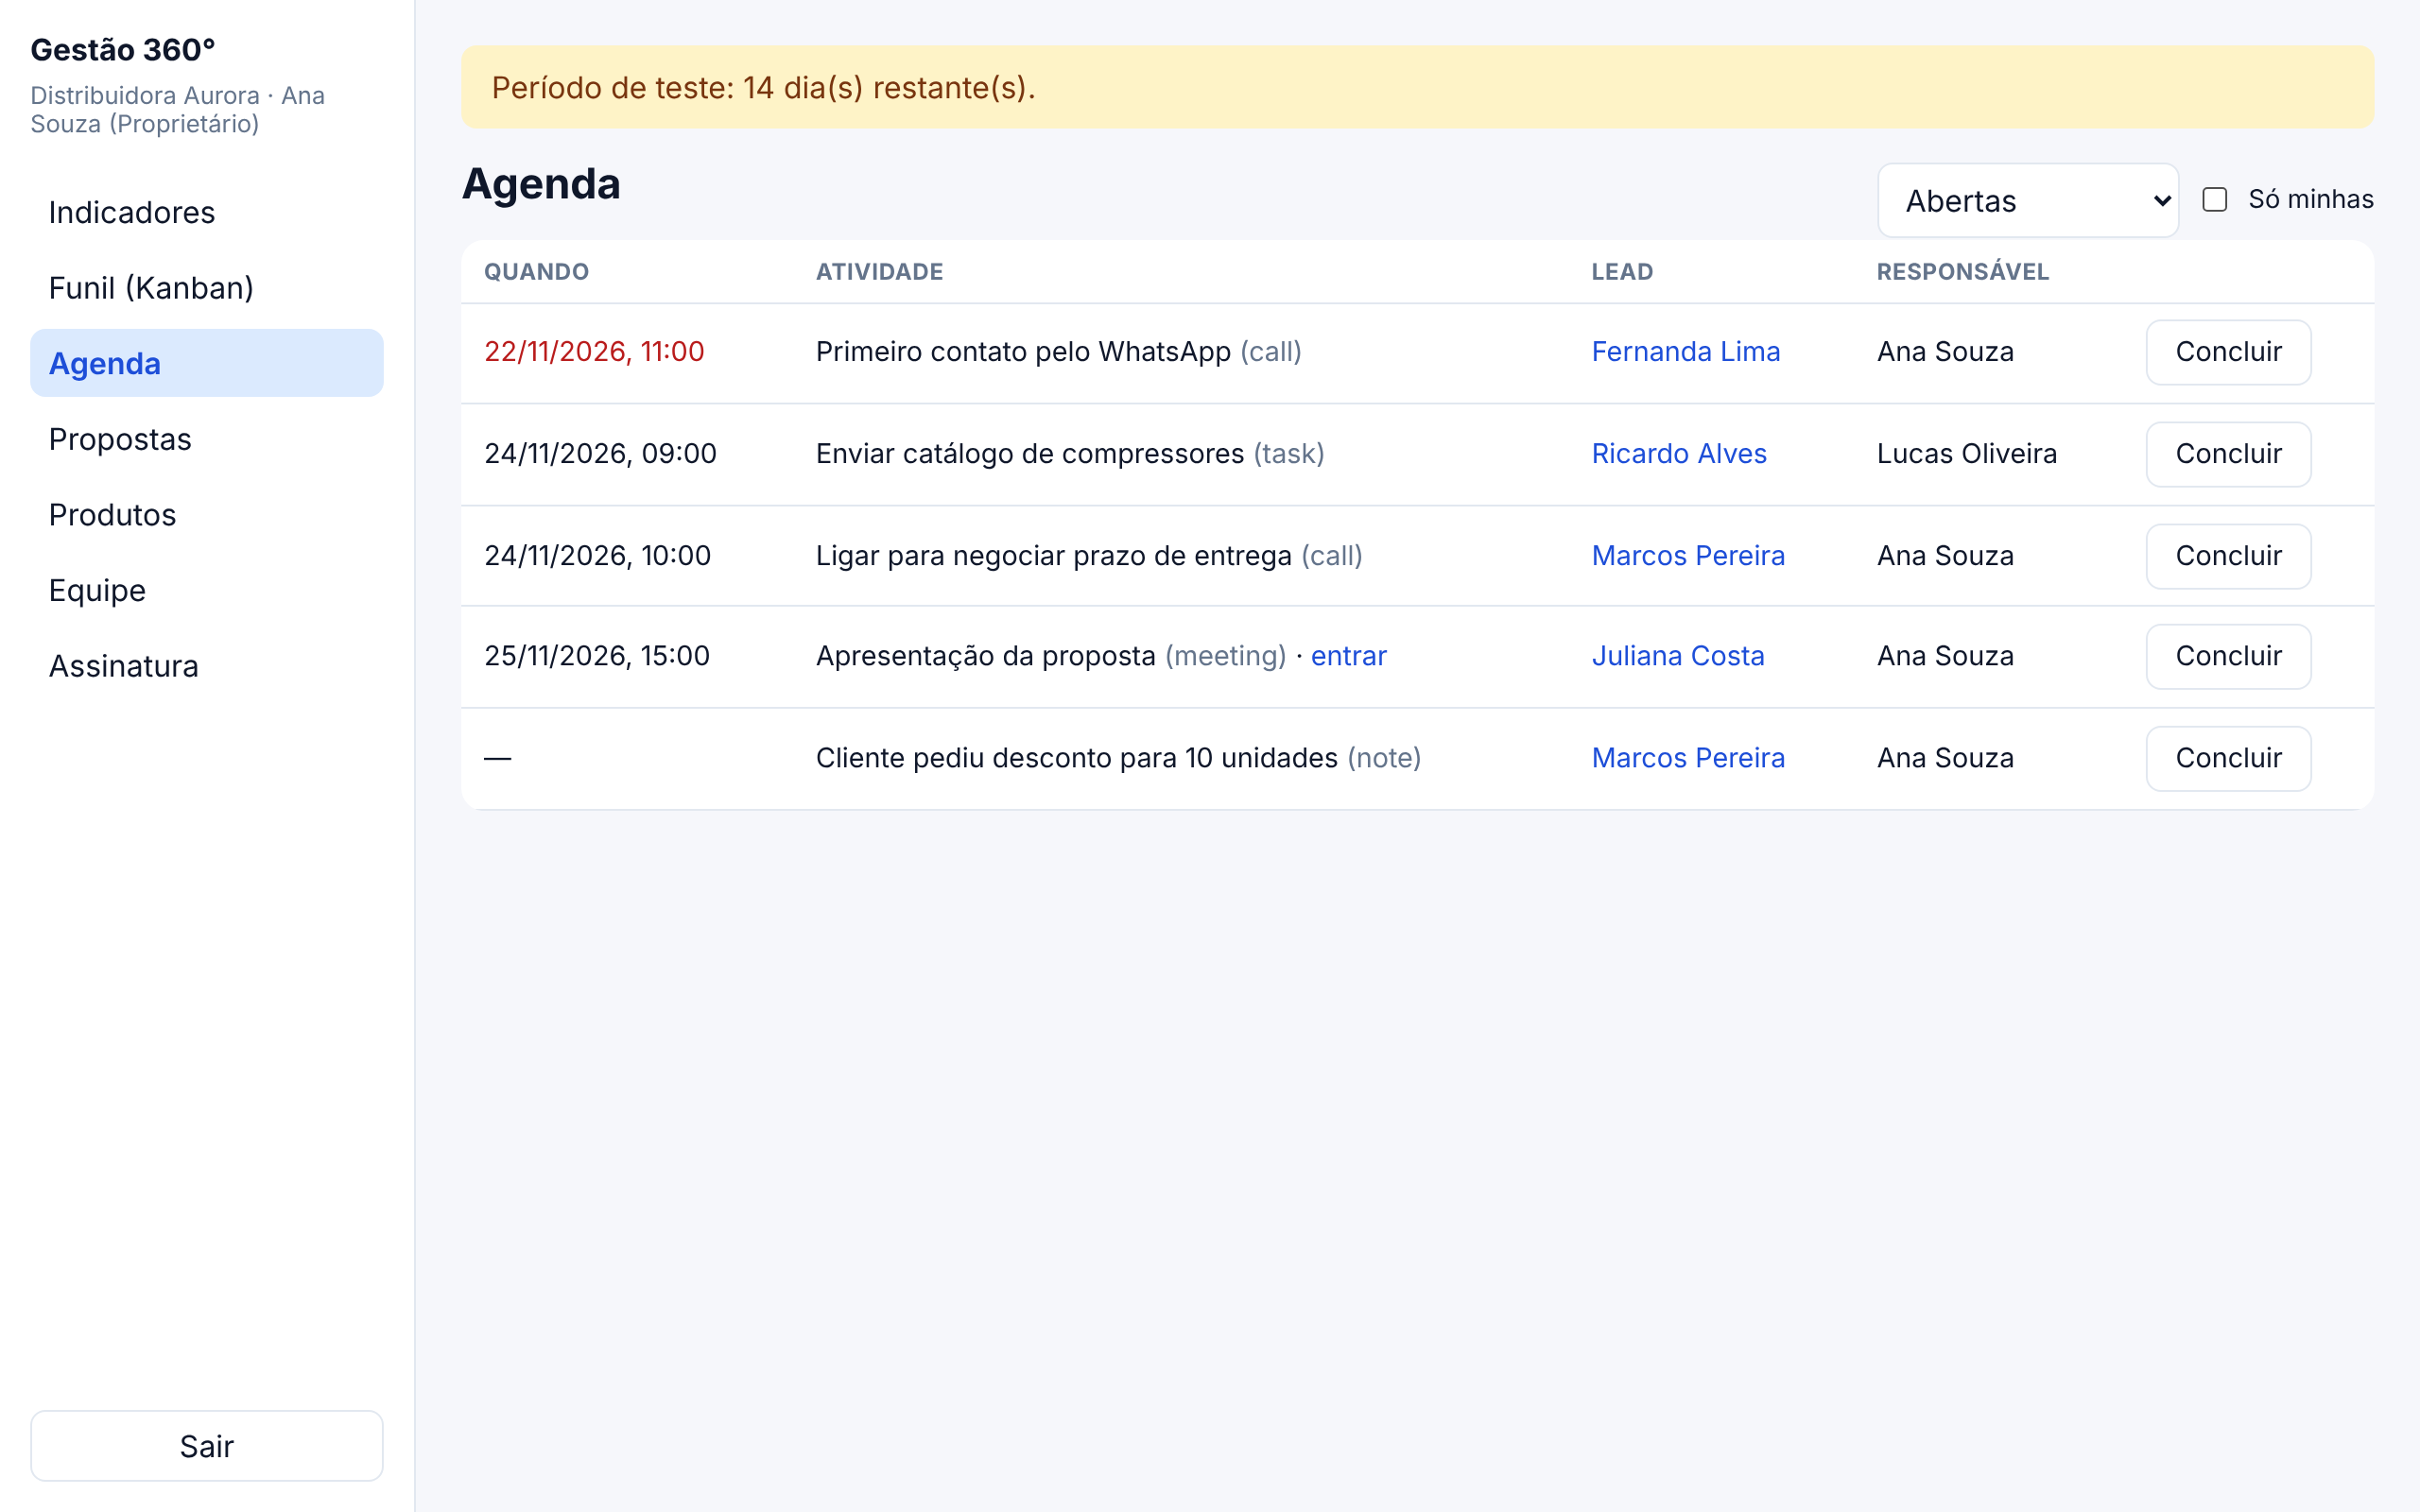 Gestão 360°
Distribuidora Aurora · Ana
Souza (Proprietário)
Indicadores
Funil (Kanban)
Agenda
Propostas
Produtos
Equipe
Assinatura
Sair
Período de teste: 14 dia(s) restante(s).
Agenda
Abertas
Só minhas
QUANDO ATIVIDADE LEAD RESPONSÁVEL
22/11/2026, 11:00 Primeiro contato pelo WhatsApp (call) Fernanda Lima Ana Souza Concluir
24/11/2026, 09:00 Enviar catálogo de compressores (task) Ricardo Alves Lucas Oliveira Concluir
24/11/2026, 10:00 Ligar para negociar prazo de entrega (call) Marcos Pereira Ana Souza Concluir
25/11/2026, 15:00 Apresentação da proposta (meeting) · entrar Juliana Costa Ana Souza Concluir
— Cliente pediu desconto para 10 unidades (note) Marcos Pereira Ana Souza Concluir